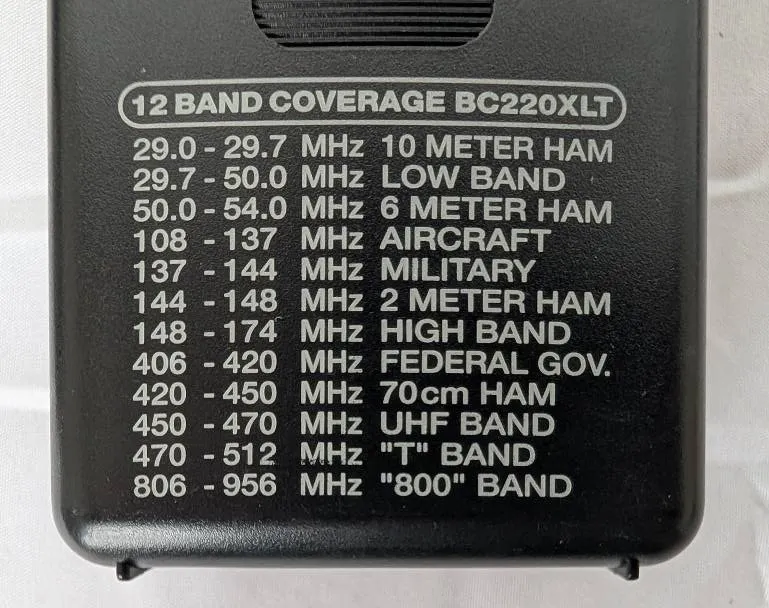 12 BAND COVERAGE BC220XLT
29.0 - 29.7 MHz 10 METER HAM
29.7 - 50.0 MHz LOW BAND
50.0 - 54.0 MHz 6 METER HAM
108 - 137 MHz AIRCRAFT
137 - 144 MHz MILITARY
144 - 148 MHz 2 METER HAM
148 - 174 MHz HIGH BAND
406 - 420 MHz FEDERAL GOV.
420 - 450 MHz 70cm HAM
450 - 470 MHz UHF BAND
470 - 512 MHz "T" BAND
806 - 956 MHz "800" BAND